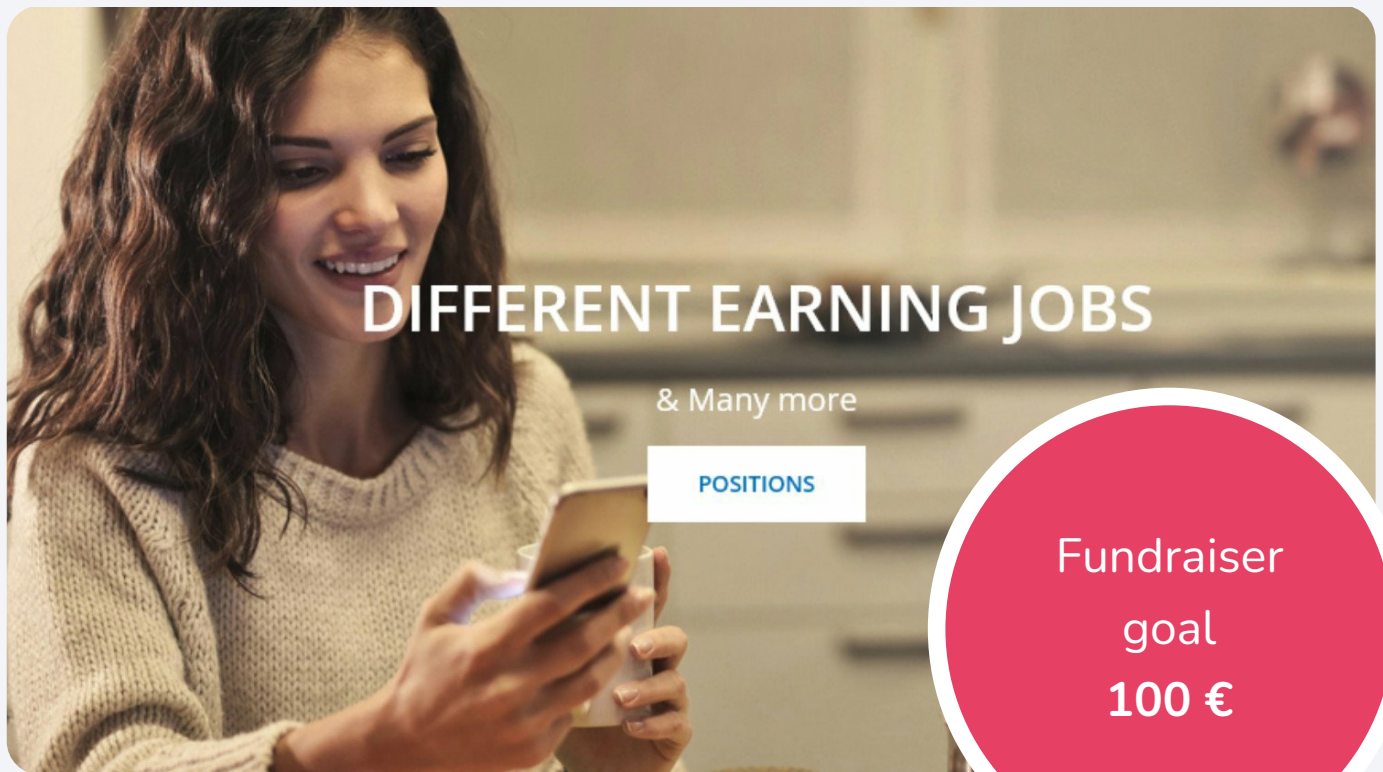 DIFFERENT EARNING JOBS
& Many more
POSITIONS
Fundraiser
goal
100 €